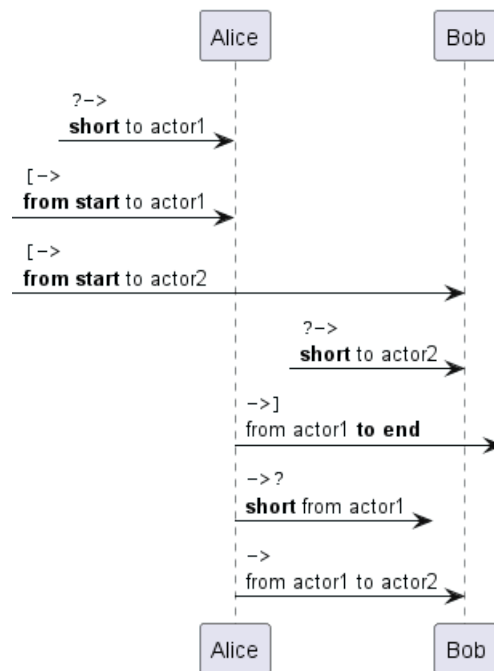 Alice Bob
?->
short to actor1
[->
from start to actor1
[->
from start to actor2
?->
short to actor2
->]
from actor1 to end
->?
short from actor1
->
from actor1 to actor2
Alice Bob